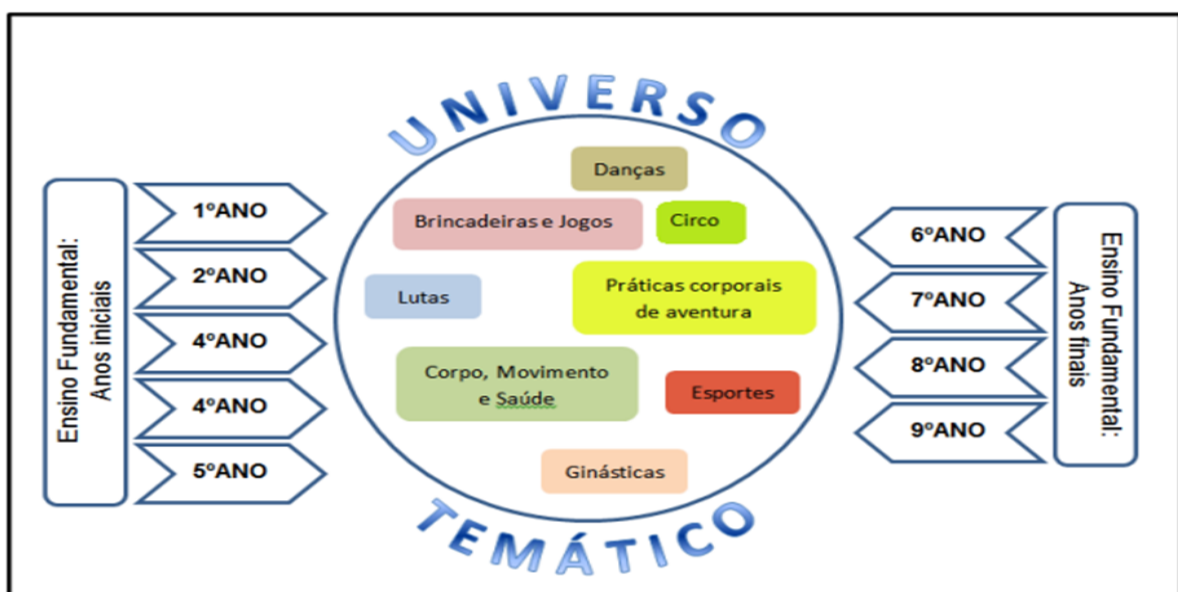 UNIVERSO
Ensino Fundamental:
Anos iniciais
1ºANO
2ºANO
4ºANO
4ºANO
5ºANO
Danças
Brincadeiras e Jogos
Circo
Lutas
Práticas corporais
de aventura
Corpo, Movimento
e Saúde
Esportes
Ginásticas
6ºANO
7ºANO
8ºANO
9ºANO
Ensino Fundamental:
Anos finais
TEMÁTICO